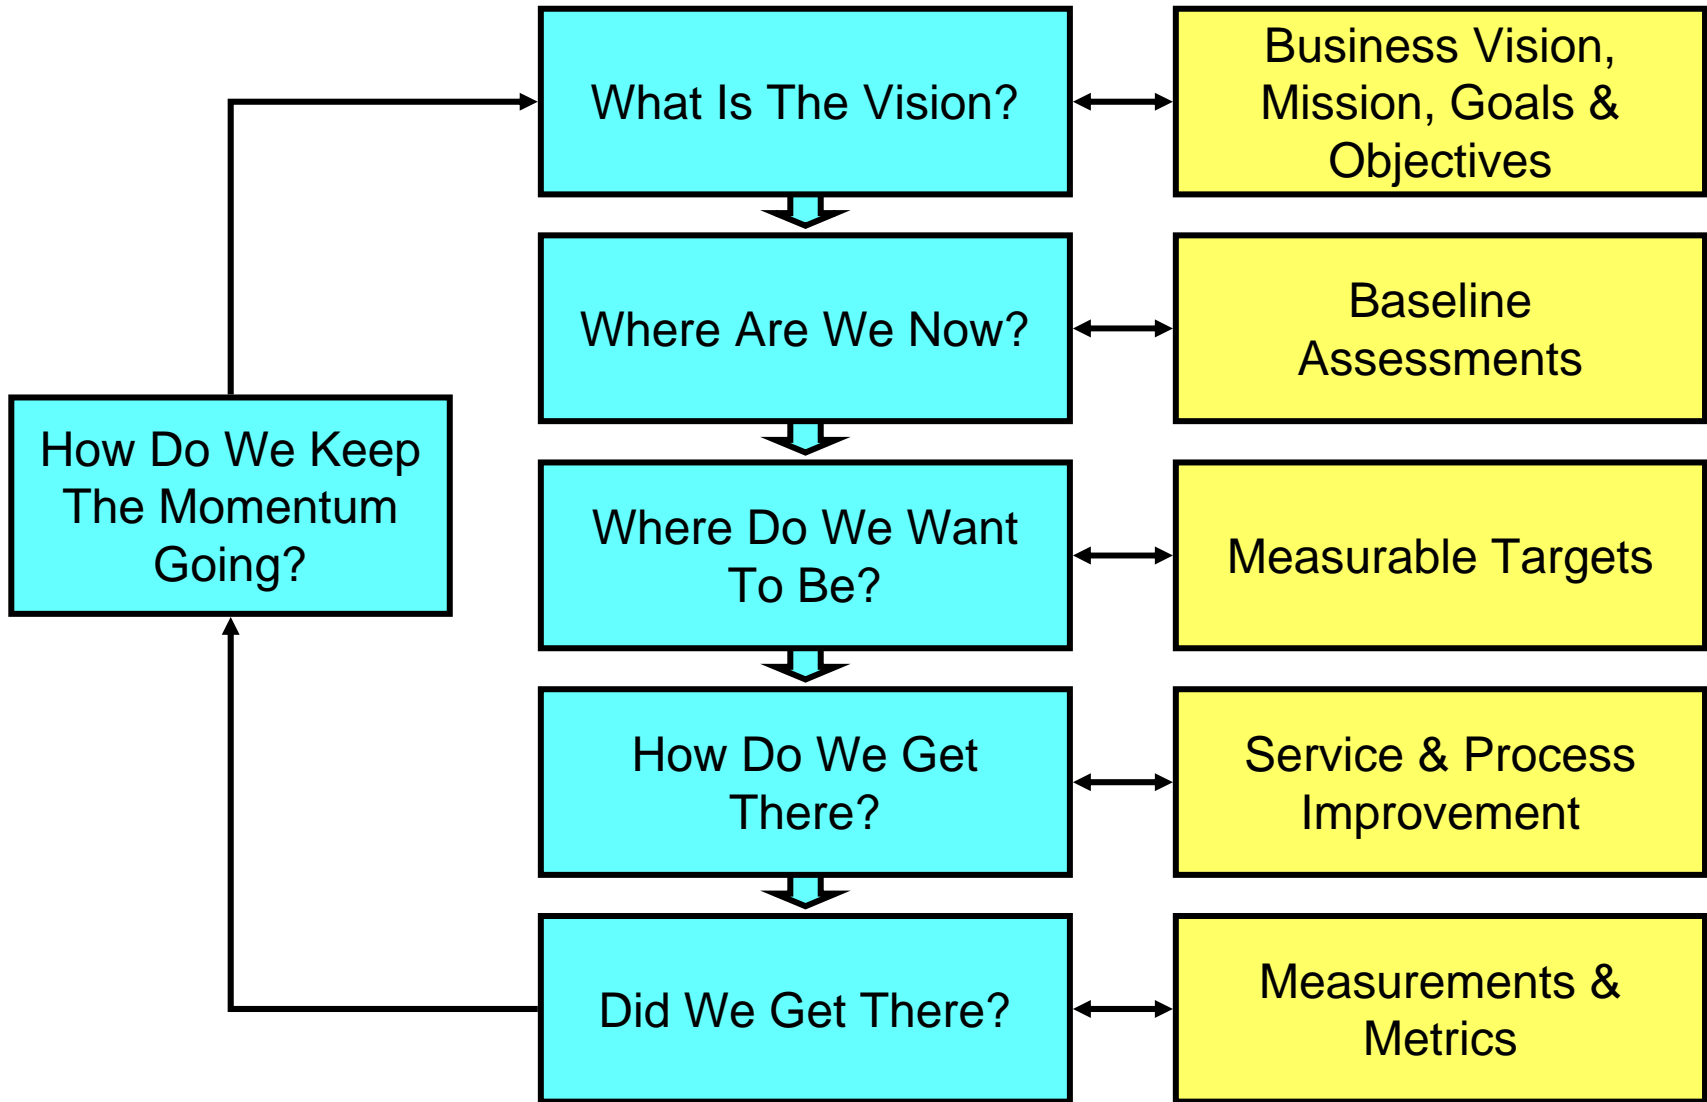 What Is The Vision?
Business Vision,
Mission, Goals &
Objectives
Where Are We Now?
Baseline
Assessments
How Do We Keep
The Momentum
Going?
Where Do We Want
To Be?
Measurable Targets
How Do We Get
There?
Service & Process
Improvement
Did We Get There?
Measurements &
Metrics